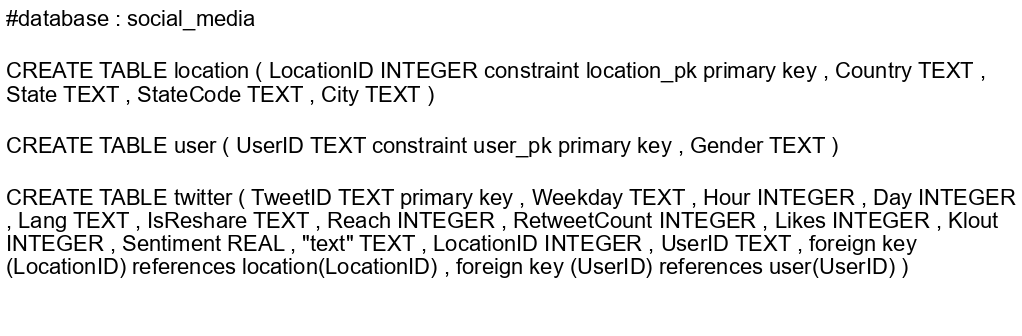 #database : social_media
CREATE TABLE location ( LocationID INTEGER constraint location_pk primary key , Country TEXT ,
State TEXT , StateCode TEXT , City TEXT )
CREATE TABLE user ( UserID TEXT constraint user_pk primary key , Gender TEXT )
CREATE TABLE twitter ( TweetID TEXT primary key , Weekday TEXT , Hour INTEGER , Day INTEGER
, Lang TEXT , IsReshare TEXT , Reach INTEGER , RetweetCount INTEGER , Likes INTEGER , Klout
INTEGER , Sentiment REAL , "text" TEXT , LocationID INTEGER , UserID TEXT , foreign key
(LocationID) references location(LocationID) , foreign key (UserID) references user(UserID) )